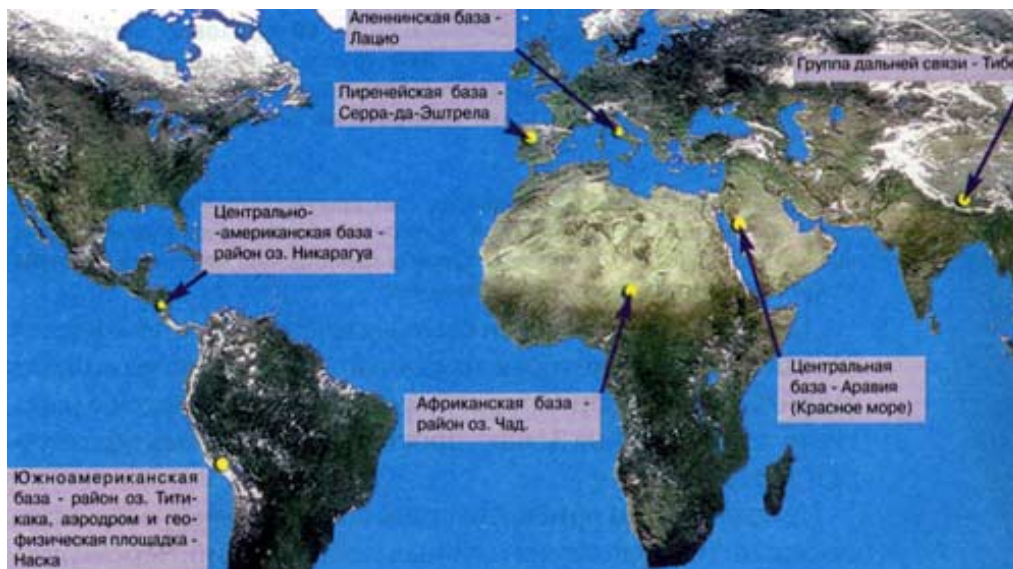 Апеннинская база -
Лацио
Группа дальней связи -
Пиренейская база -
Серра-да-Эштрела
Центрально-
-американская база -
район оз. Никарагуа
Центральная
база - Аравия
(Красное море)
Африканская база -
район оз. Чад.
Южноамериканская
база - район оз. Тити-
кака, аэродром и гео-
физическая площадка -
Наска